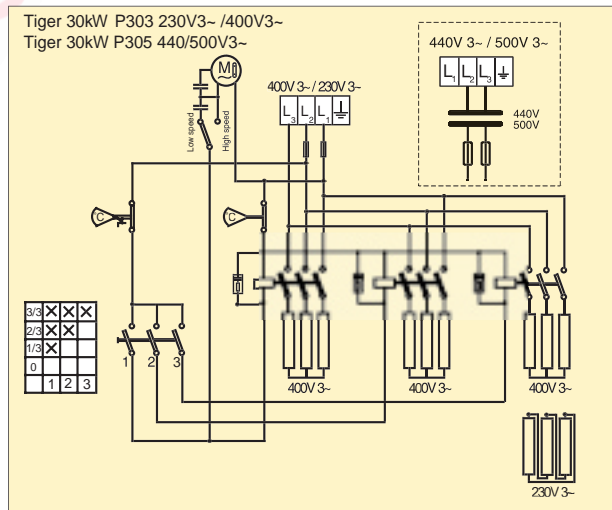 Tiger 30kW P303 230V3~ /400V3~
Tiger 30kW P305 440/500V3~
M
Low speed
High speed
400V 3~ / 230V 3~
L3 L2 L1
440V 3~ / 500V 3~
L1 L2 L3
440V
500V
°C
°C
3/3 X X X
2/3 X X
1/3 X
0
1 2 3
1 2 3
400V 3~
400V 3~
400V 3~
230V 3~